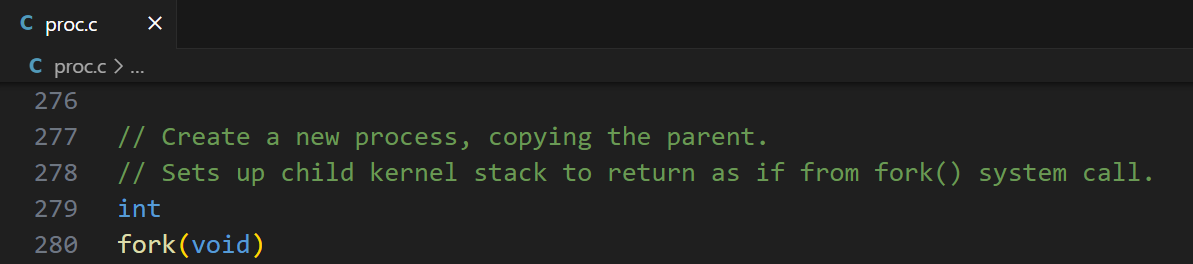 C proc.c ×
C proc.c > ...
276
277 // Create a new process, copying the parent.
278 // Sets up child kernel stack to return as if from fork() system call.
279 int
280 fork(void)